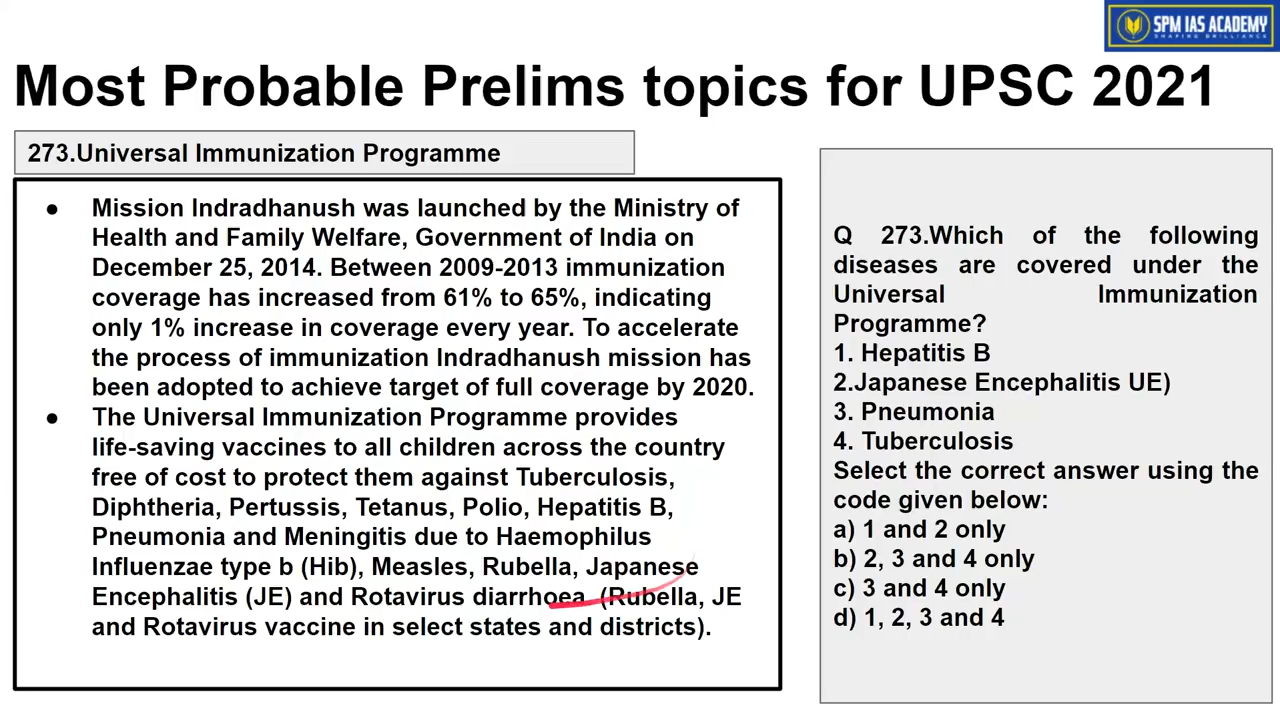 SPM IAS ACADEMY
SHAPING BRILLIANCE
Most Probable Prelims topics for UPSC 2021
273.Universal Immunization Programme
● Mission Indradhanush was launched by the Ministry of
Health and Family Welfare, Government of India on
December 25, 2014. Between 2009-2013 immunization
coverage has increased from 61% to 65%, indicating
only 1% increase in coverage every year. To accelerate
the process of immunization Indradhanush mission has
been adopted to achieve target of full coverage by 2020.
● The Universal Immunization Programme provides
life-saving vaccines to all children across the country
free of cost to protect them against Tuberculosis,
Diphtheria, Pertussis, Tetanus, Polio, Hepatitis B,
Pneumonia and Meningitis due to Haemophilus
Influenzae type b (Hib), Measles, Rubella, Japanese
Encephalitis (JE) and Rotavirus diarrhoea. (Rubella, JE
and Rotavirus vaccine in select states and districts).
Q 273.Which of the following
diseases are covered under the
Universal Immunization
Programme?
1. Hepatitis B
2.Japanese Encephalitis UE)
3. Pneumonia
4. Tuberculosis
Select the correct answer using the
code given below:
a) 1 and 2 only
b) 2, 3 and 4 only
c) 3 and 4 only
d) 1, 2, 3 and 4